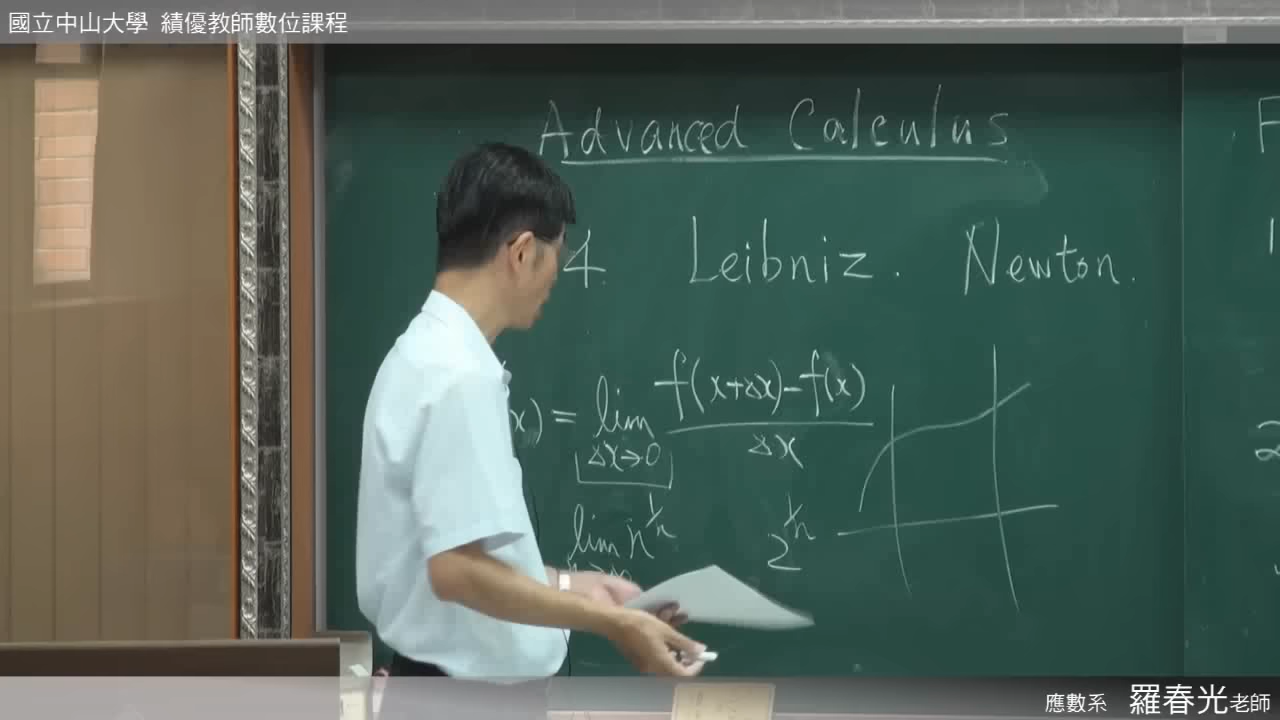 國立中山大學 績優教師數位課程
Advanced Calculus
4. Leibniz. Newton.
x) = lim Δx→0 f(x+Δx)-f(x) / Δx
lim n^1/n 2^1/n
應數系 羅春光老師